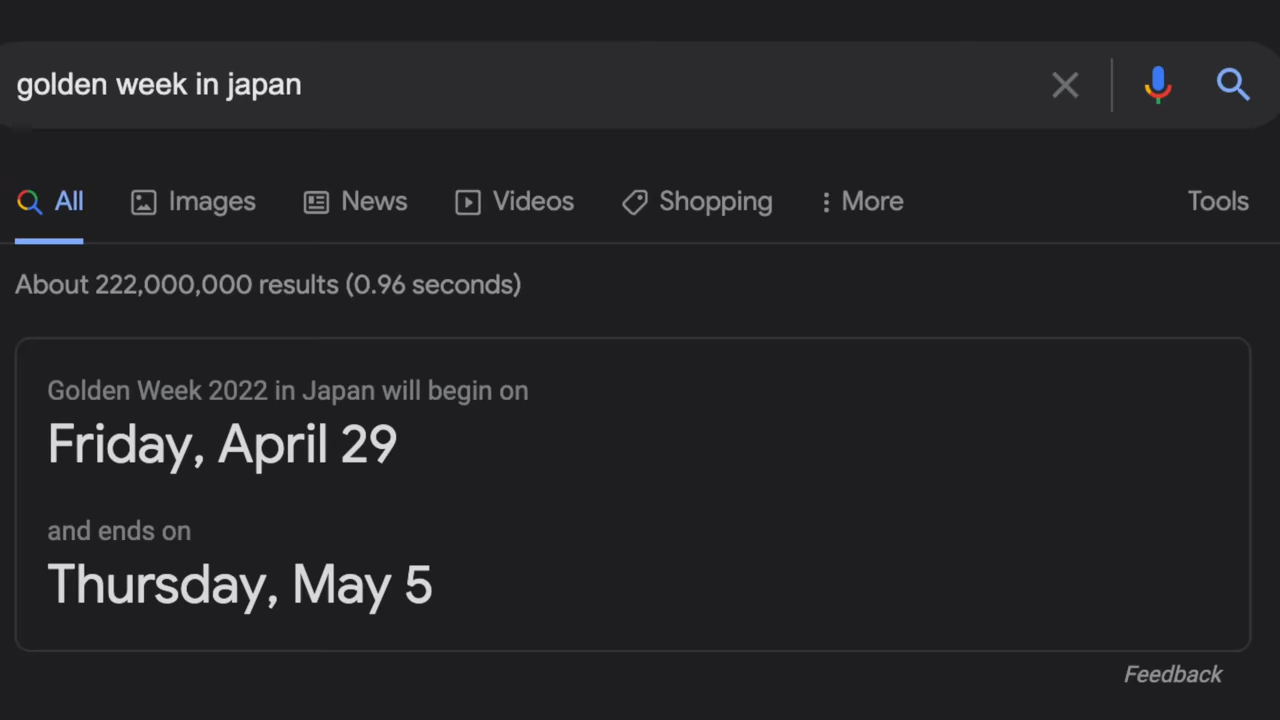 golden week in japan
All Images News Videos Shopping More Tools
About 222,000,000 results (0.96 seconds)
Golden Week 2022 in Japan will begin on
Friday, April 29
and ends on
Thursday, May 5
Feedback